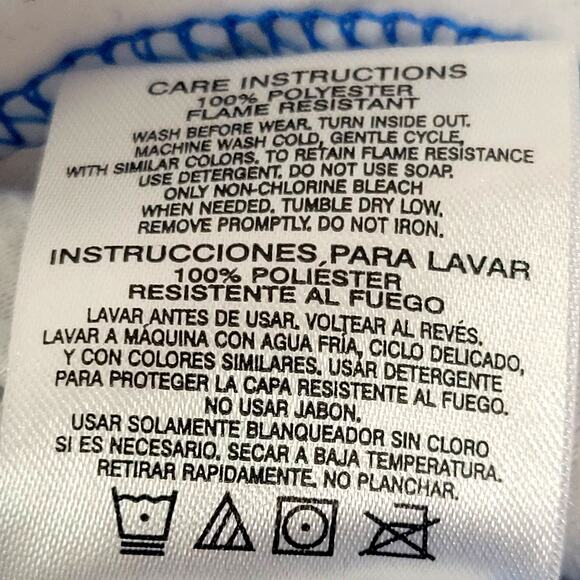 CARE INSTRUCTIONS
100% POLYESTER
FLAME RESISTANT
WASH BEFORE WEAR. TURN INSIDE OUT.
MACHINE WASH COLD, GENTLE CYCLE,
WITH SIMILAR COLORS. TO RETAIN FLAME RESISTANCE
USE DETERGENT. DO NOT USE SOAP.
ONLY NON-CHLORINE BLEACH
WHEN NEEDED. TUMBLE DRY LOW.
REMOVE PROMPTLY. DO NOT IRON.
INSTRUCCIONES PARA LAVAR
100% POLIÉSTER
RESISTENTE AL FUEGO
LAVAR ANTES DE USAR. VOLTEAR AL REVÉS.
LAVAR A MÁQUINA CON AGUA FRÍA, CICLO DELICADO,
Y CON COLORES SIMILARES. USAR DETERGENTE
PARA PROTEGER LA CAPA RESISTENTE AL FUEGO.
NO USAR JABON.
USAR SOLAMENTE BLANQUEADOR SIN CLORO
SI ES NECESARIO. SECAR A BAJA TEMPERATURA.
RETIRAR RAPIDAMENTE. NO PLANCHAR.